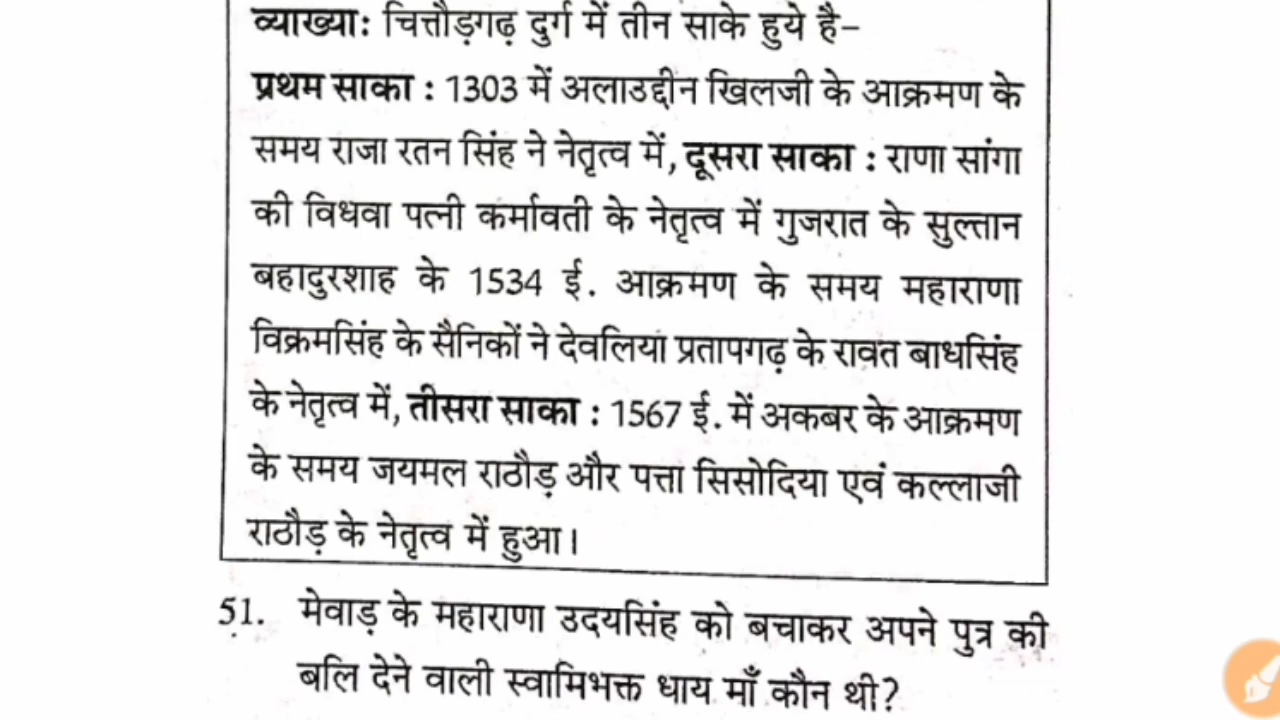 व्याख्या: चित्तौड़गढ़ दुर्ग में तीन साके हुये है–
प्रथम साका : 1303 में अलाउद्दीन खिलजी के आक्रमण के
समय राजा रतन सिंह ने नेतृत्व में, दूसरा साका : राणा सांगा
की विधवा पत्नी कर्मावती के नेतृत्व में गुजरात के सुल्तान
बहादुरशाह के 1534 ई. आक्रमण के समय महाराणा
विक्रमसिंह के सैनिकों ने देवलिया प्रतापगढ़ के रावत बाधसिंह
के नेतृत्व में, तीसरा साका : 1567 ई. में अकबर के आक्रमण
के समय जयमल राठौड़ और पत्ता सिसोदिया एवं कल्लाजी
राठौड़ के नेतृत्व में हुआ।
51. मेवाड़ के महाराणा उदयसिंह को बचाकर अपने पुत्र की
बलि देने वाली स्वामिभक्त धाय माँ कौन थी?